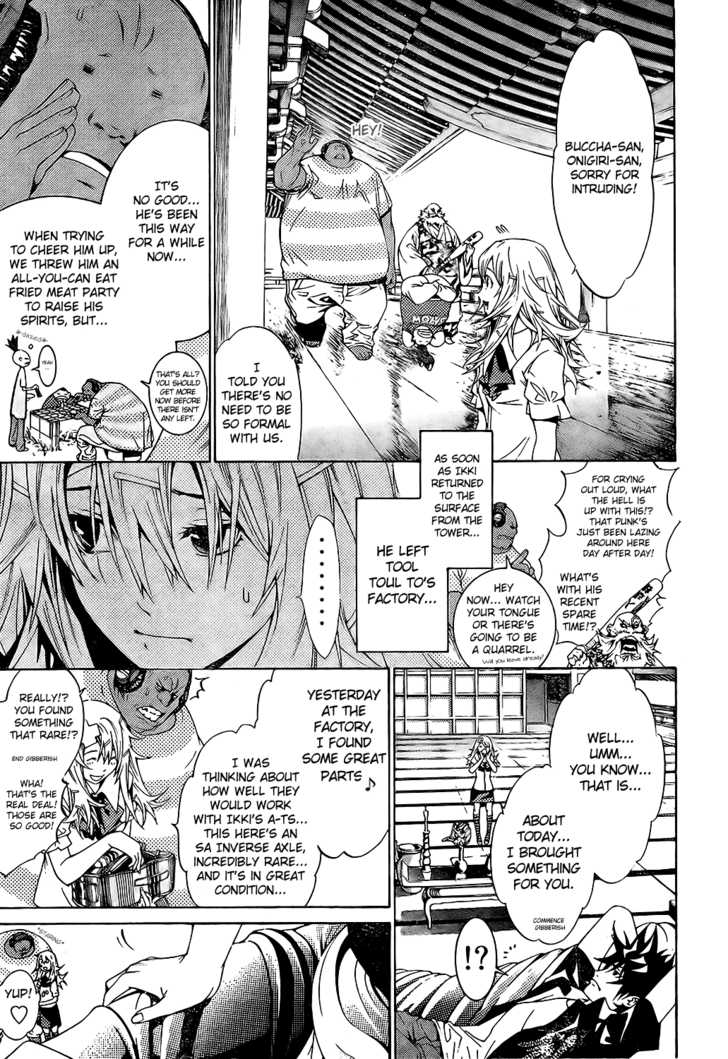 BUCCHA-SAN,
ONIGIRI-SAN,
SORRY FOR
INTRUDING!
HEY!
I
TOLD YOU
THERE'S NO
NEED TO BE
SO FORMAL
WITH US.
IT'S
NO GOOD...
HE'S BEEN
THIS WAY
FOR A WHILE
NOW...
WHEN TRYING
TO CHEER HIM UP,
WE THREW HIM AN
ALL-YOU-CAN EAT
FRIED MEAT PARTY
TO RAISE HIS
SPIRITS, BUT...
YEAH
THAT'S ALL?
YOU SHOULD
GET MORE
NOW BEFORE
THERE ISN'T
ANY LEFT.
FOR CRYING
OUT LOUD, WHAT
THE HELL IS
UP WITH THIS!?
THAT PUNK'S
JUST BEEN LAZING
AROUND HERE
DAY AFTER DAY!
WHAT'S
WITH HIS
RECENT
SPARE
TIME!?
HEY
NOW... WATCH
YOUR TONGUE
OR THERE'S
GOING TO BE
A QUARREL.
Will you leave already!
AS SOON
AS IKKI
RETURNED
TO THE
SURFACE
FROM THE
TOWER...
HE LEFT
TOOL
TOUL TO'S
FACTORY...
......
WELL...
UMM...
YOU KNOW...
THAT IS...
ABOUT
TODAY...
I BROUGHT
SOMETHING
FOR YOU.
COMMENCE
GIBBERISH
YESTERDAY
AT THE
FACTORY,
I FOUND
SOME GREAT
PARTS♪
I WAS
THINKING ABOUT
HOW WELL THEY
WOULD WORK
WITH IKKI'S A-TS...
THIS HERE'S AN
SA INVERSE AXLE,
INCREDIBLY RARE...
AND IT'S IN GREAT
CONDITION...
REALLY!?
YOU FOUND
SOMETHING
THAT RARE!?
END GIBBERISH
WHA!
THAT'S THE
REAL DEAL!
THOSE ARE
SO GOOD!
!?
YUP!
♡